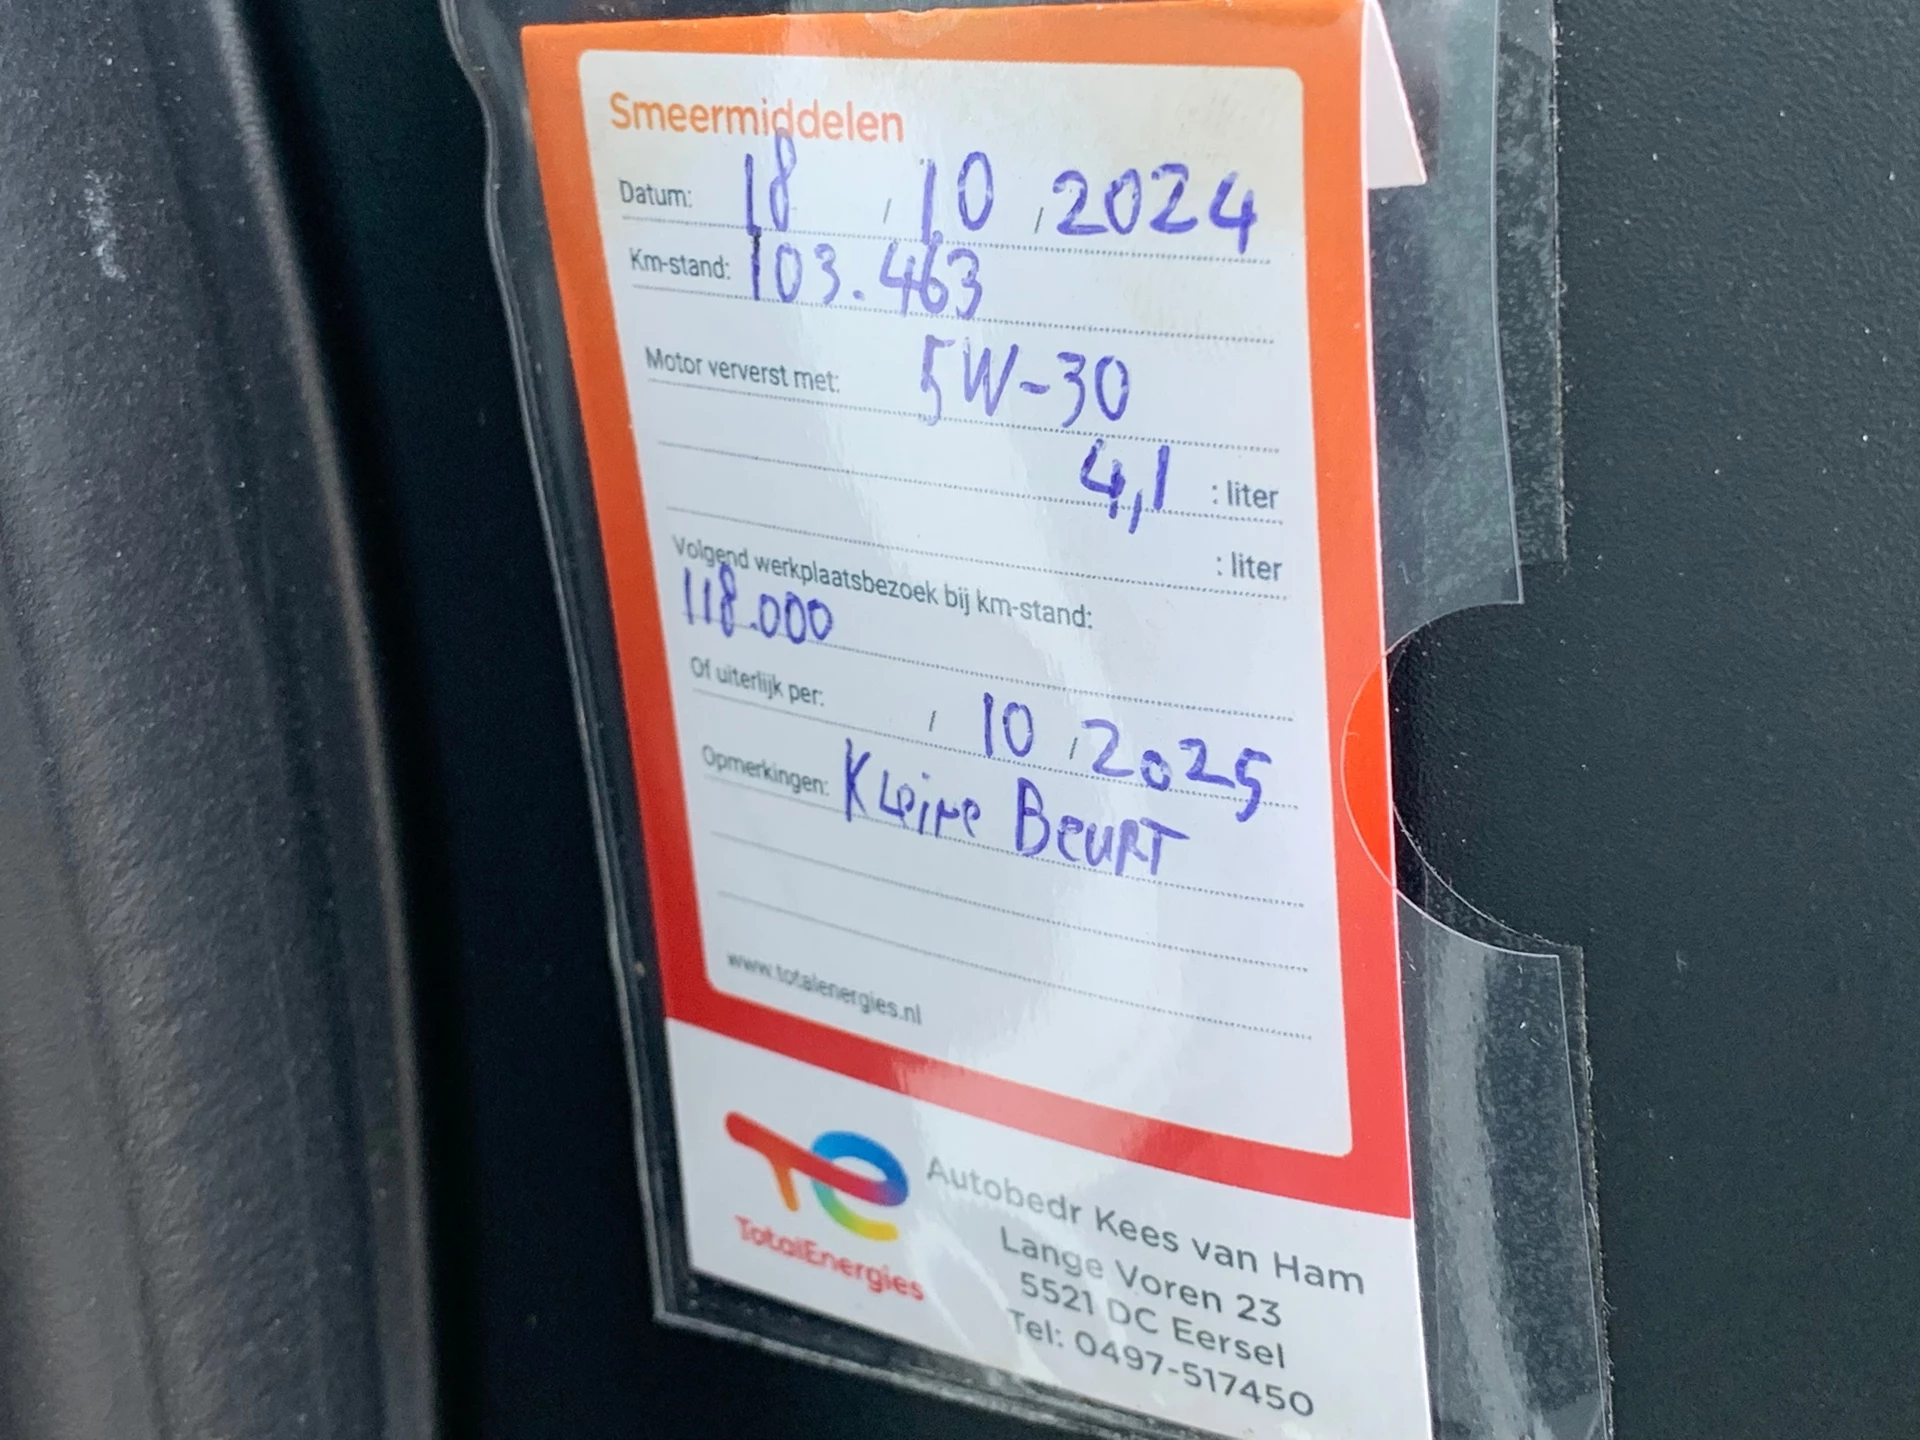 Smeermiddelen
Datum: 18 / 10 / 2024
Km-stand: 103.463
Motor ververst met: 5W-30
4,1 : liter
: liter
Volgend werkplaatsbezoek bij km-stand:
118.000
Of uiterlijk per: / 10 / 2025
Opmerkingen: Kleine Beurt
www.totalenergies.nl
TotalEnergies
Autobedr Kees van Ham
Lange Voren 23
5521 DC Eersel
Tel: 0497-517450